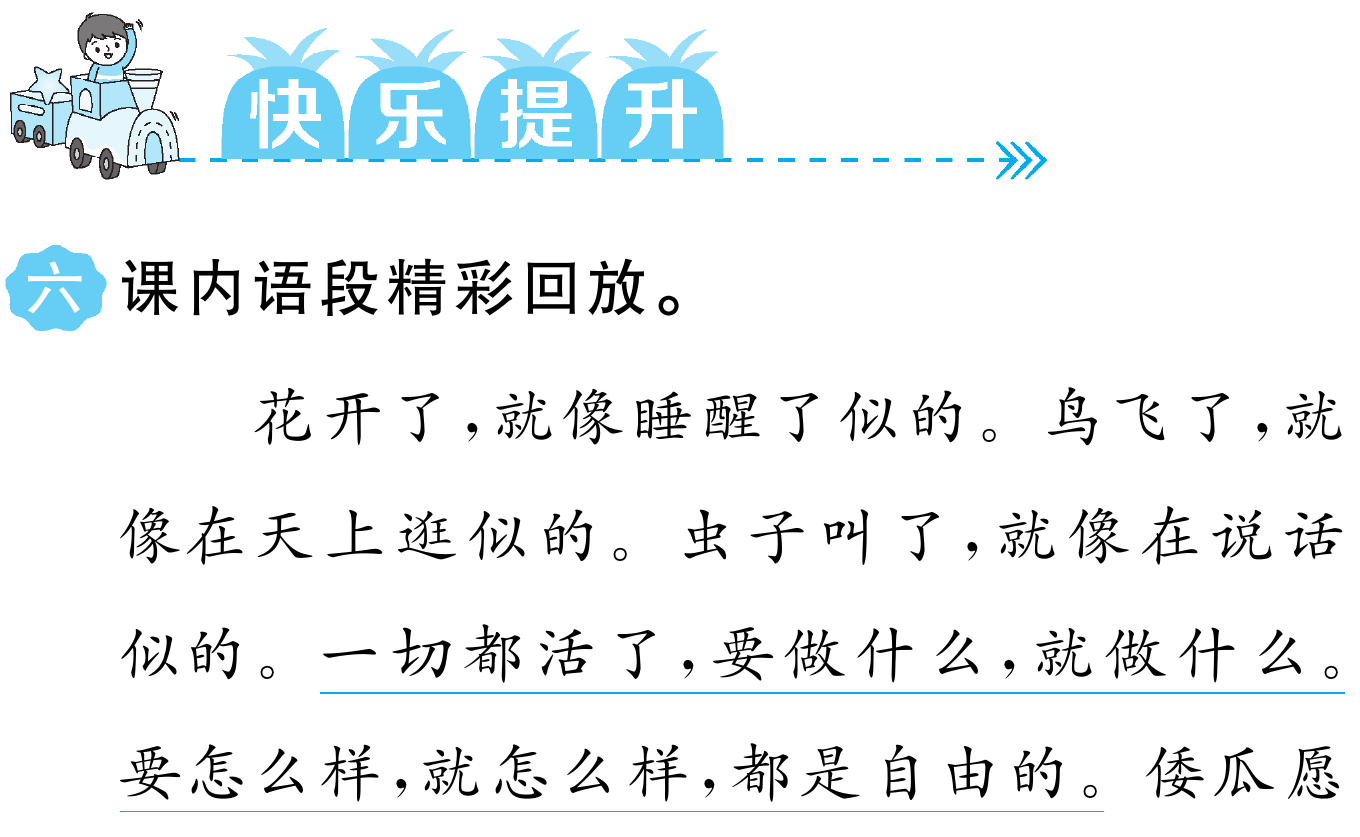 快乐提升
六 课内语段精彩回放。
花开了,就像睡醒了似的。鸟飞了,就
像在天上逛似的。虫子叫了,就像在说话
似的。一切都活了,要做什么,就做什么。
要怎么样,就怎么样,都是自由的。倭瓜愿